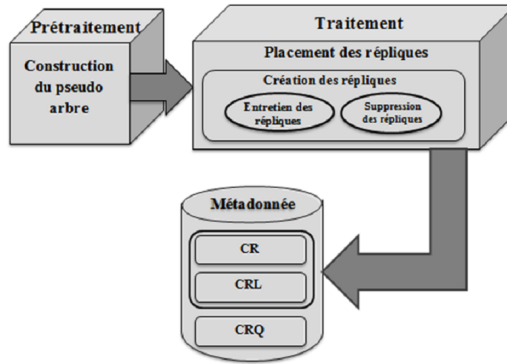 Prétraitement
Construction
du pseudo
arbre
Traitement
Placement des répliques
Création des répliques
Entretien des
répliques
Suppression
des répliques
Métadonnée
CR
CRL
CRQ